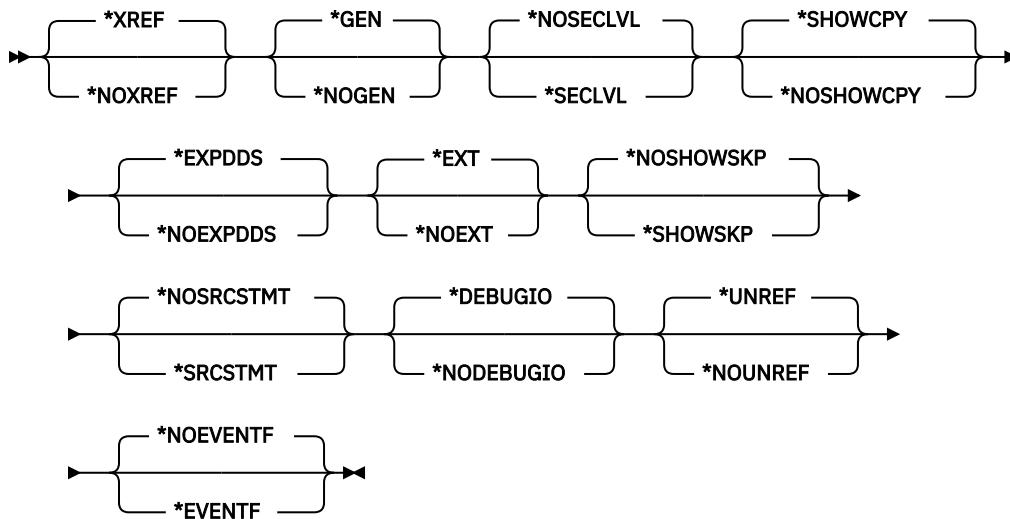 *XREF *GEN *NOSECLVL *SHOWCPY
*NOXREF *NOGEN *SECLVL *NOSHOWCPY
*EXPDDS *EXT *NOSHOWSKP
*NOEXPDDS *NOEXT *SHOWSKP
*NOSRCSTMT *DEBUGIO *UNREF
*SRCSTMT *NODEBUGIO *NOUNREF
*NOEVENTF
*EVENTF